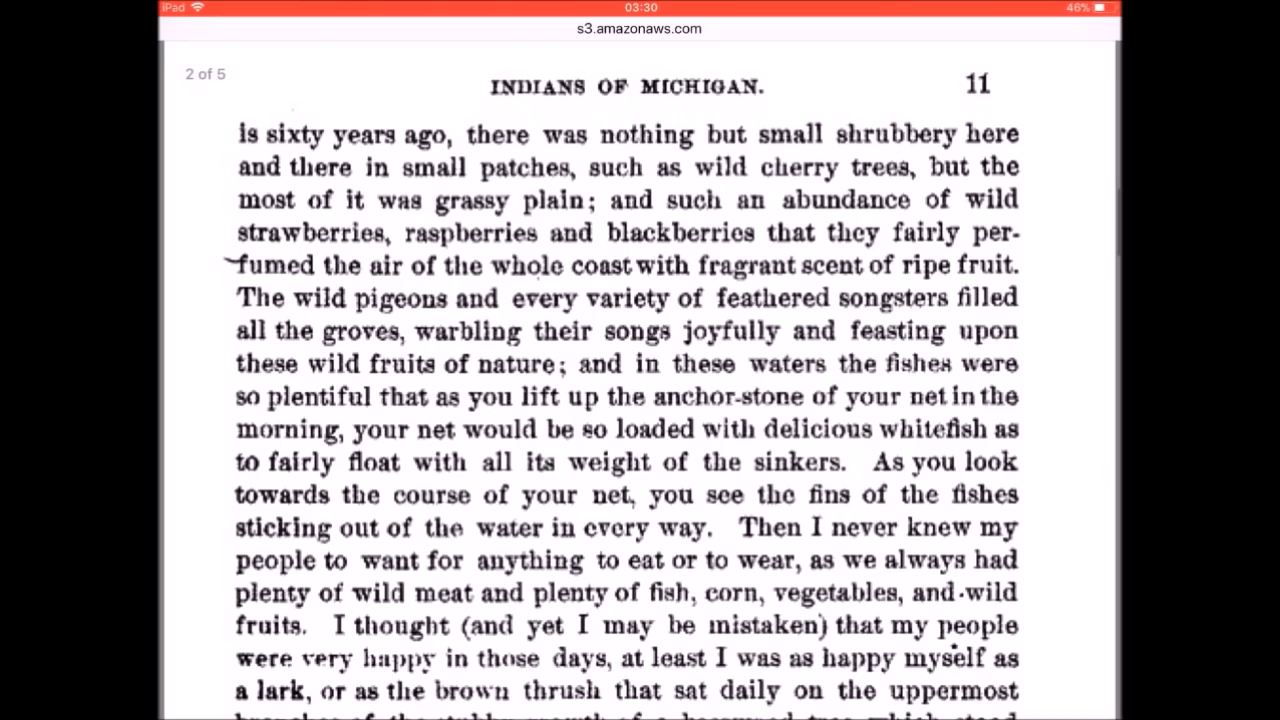 iPad 03:30 46%
s3.amazonaws.com
2 of 5
INDIANS OF MICHIGAN. 11
is sixty years ago, there was nothing but small shrubbery here
and there in small patches, such as wild cherry trees, but the
most of it was grassy plain; and such an abundance of wild
strawberries, raspberries and blackberries that they fairly per-
fumed the air of the whole coast with fragrant scent of ripe fruit.
The wild pigeons and every variety of feathered songsters filled
all the groves, warbling their songs joyfully and feasting upon
these wild fruits of nature; and in these waters the fishes were
so plentiful that as you lift up the anchor-stone of your net in the
morning, your net would be so loaded with delicious whitefish as
to fairly float with all its weight of the sinkers. As you look
towards the course of your net, you see the fins of the fishes
sticking out of the water in every way. Then I never knew my
people to want for anything to eat or to wear, as we always had
plenty of wild meat and plenty of fish, corn, vegetables, and wild
fruits. I thought (and yet I may be mistaken) that my people
were very happy in those days, at least I was as happy myself as
a lark, or as the brown thrush that sat daily on the uppermost